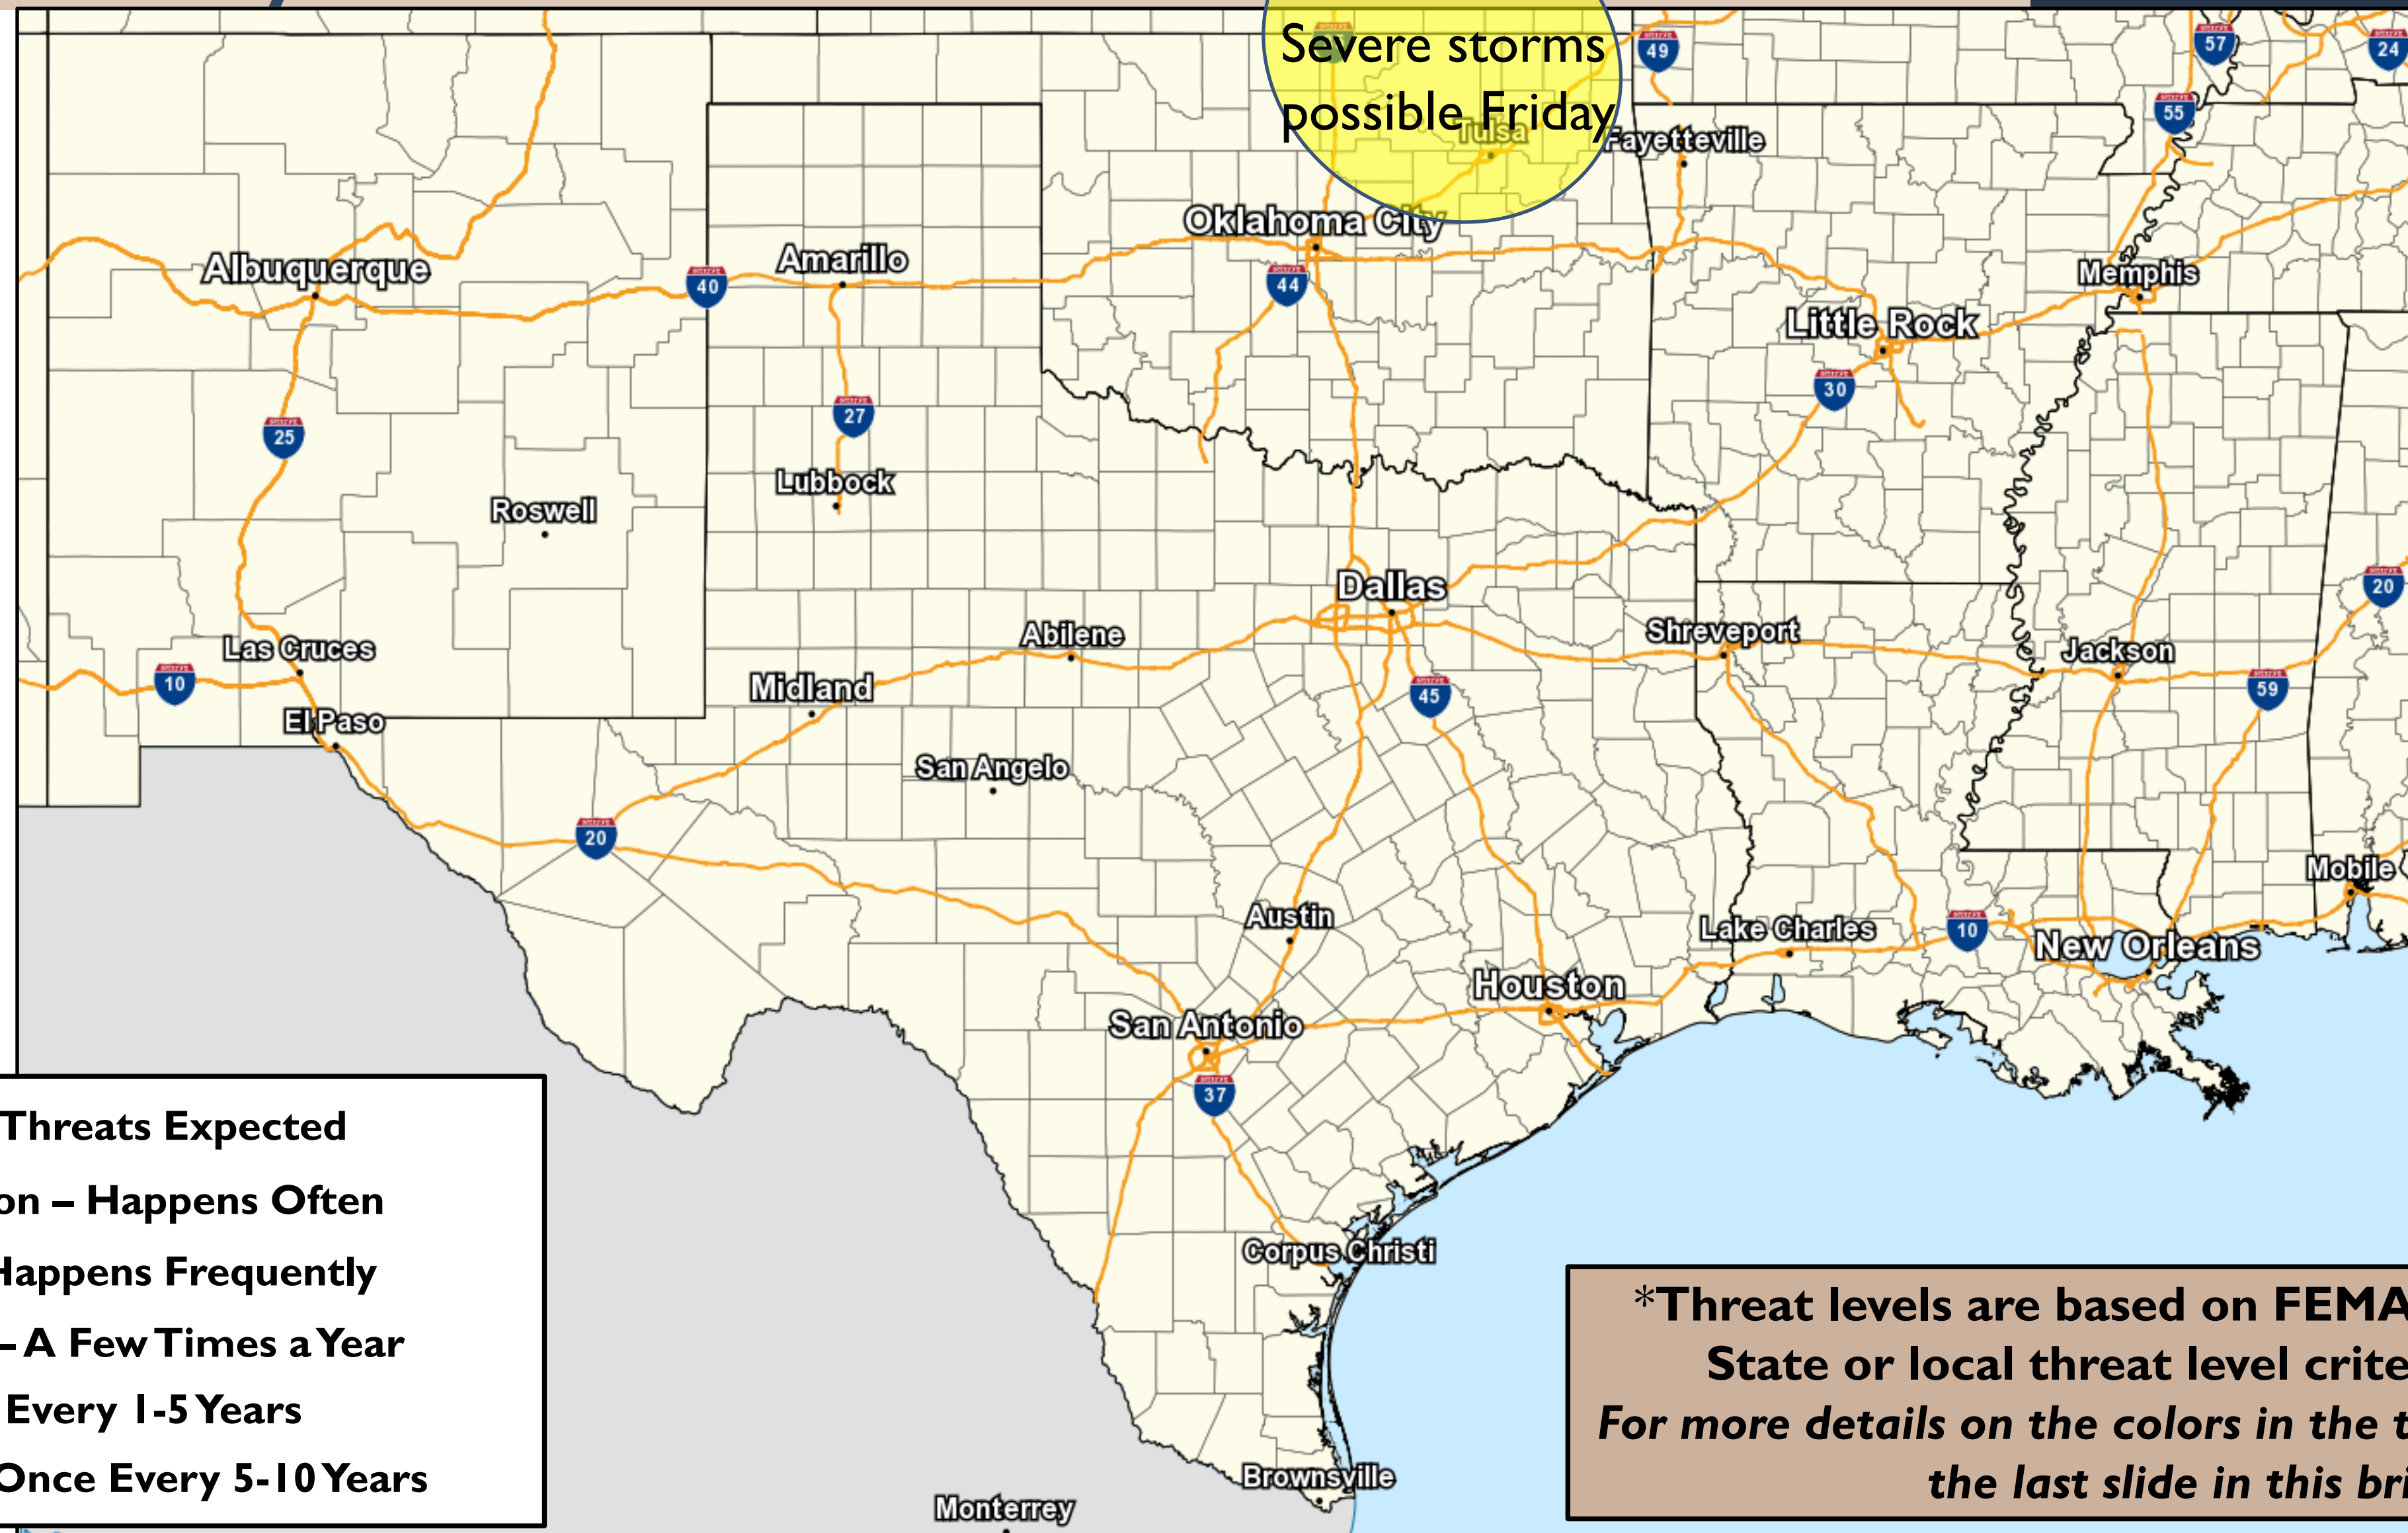 Severe storms
possible Friday
49
57
24
55
Tulsa
Fayetteville
Oklahoma City
Albuquerque
Amarillo
40
44
Memphis
Little Rock
30
27
25
Lubbock
Roswell
Dallas
20
Abilene
Shreveport
Las Cruces
Jackson
10
Midland
45
59
El Paso
San Angelo
20
Mobile
Austin
Lake Charles
10
New Orleans
Houston
San Antonio
37
Corpus Christi
Brownsville
Monterrey
Threats Expected
on – Happens Often
Happens Frequently
– A Few Times a Year
Every 1-5 Years
Once Every 5-10 Years
*Threat levels are based on FEMA
State or local threat level crite
For more details on the colors in the t
the last slide in this bri